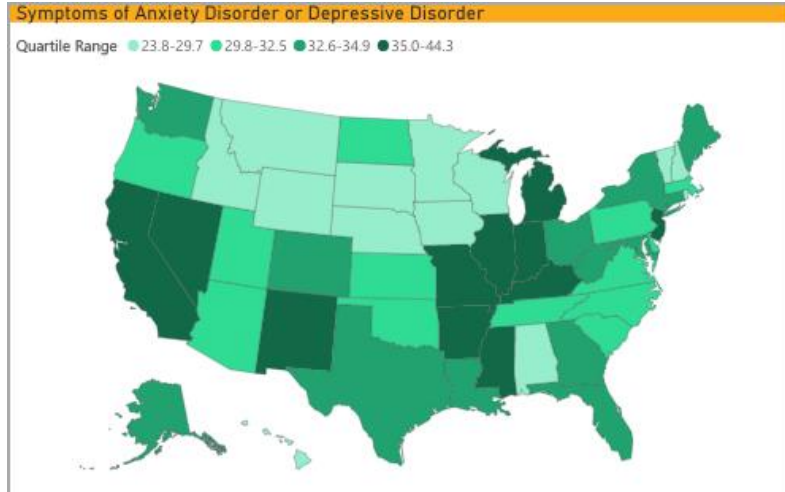 Symptoms of Anxiety Disorder or Depressive Disorder
Quartile Range 23.8-29.7 29.8-32.5 32.6-34.9 35.0-44.3